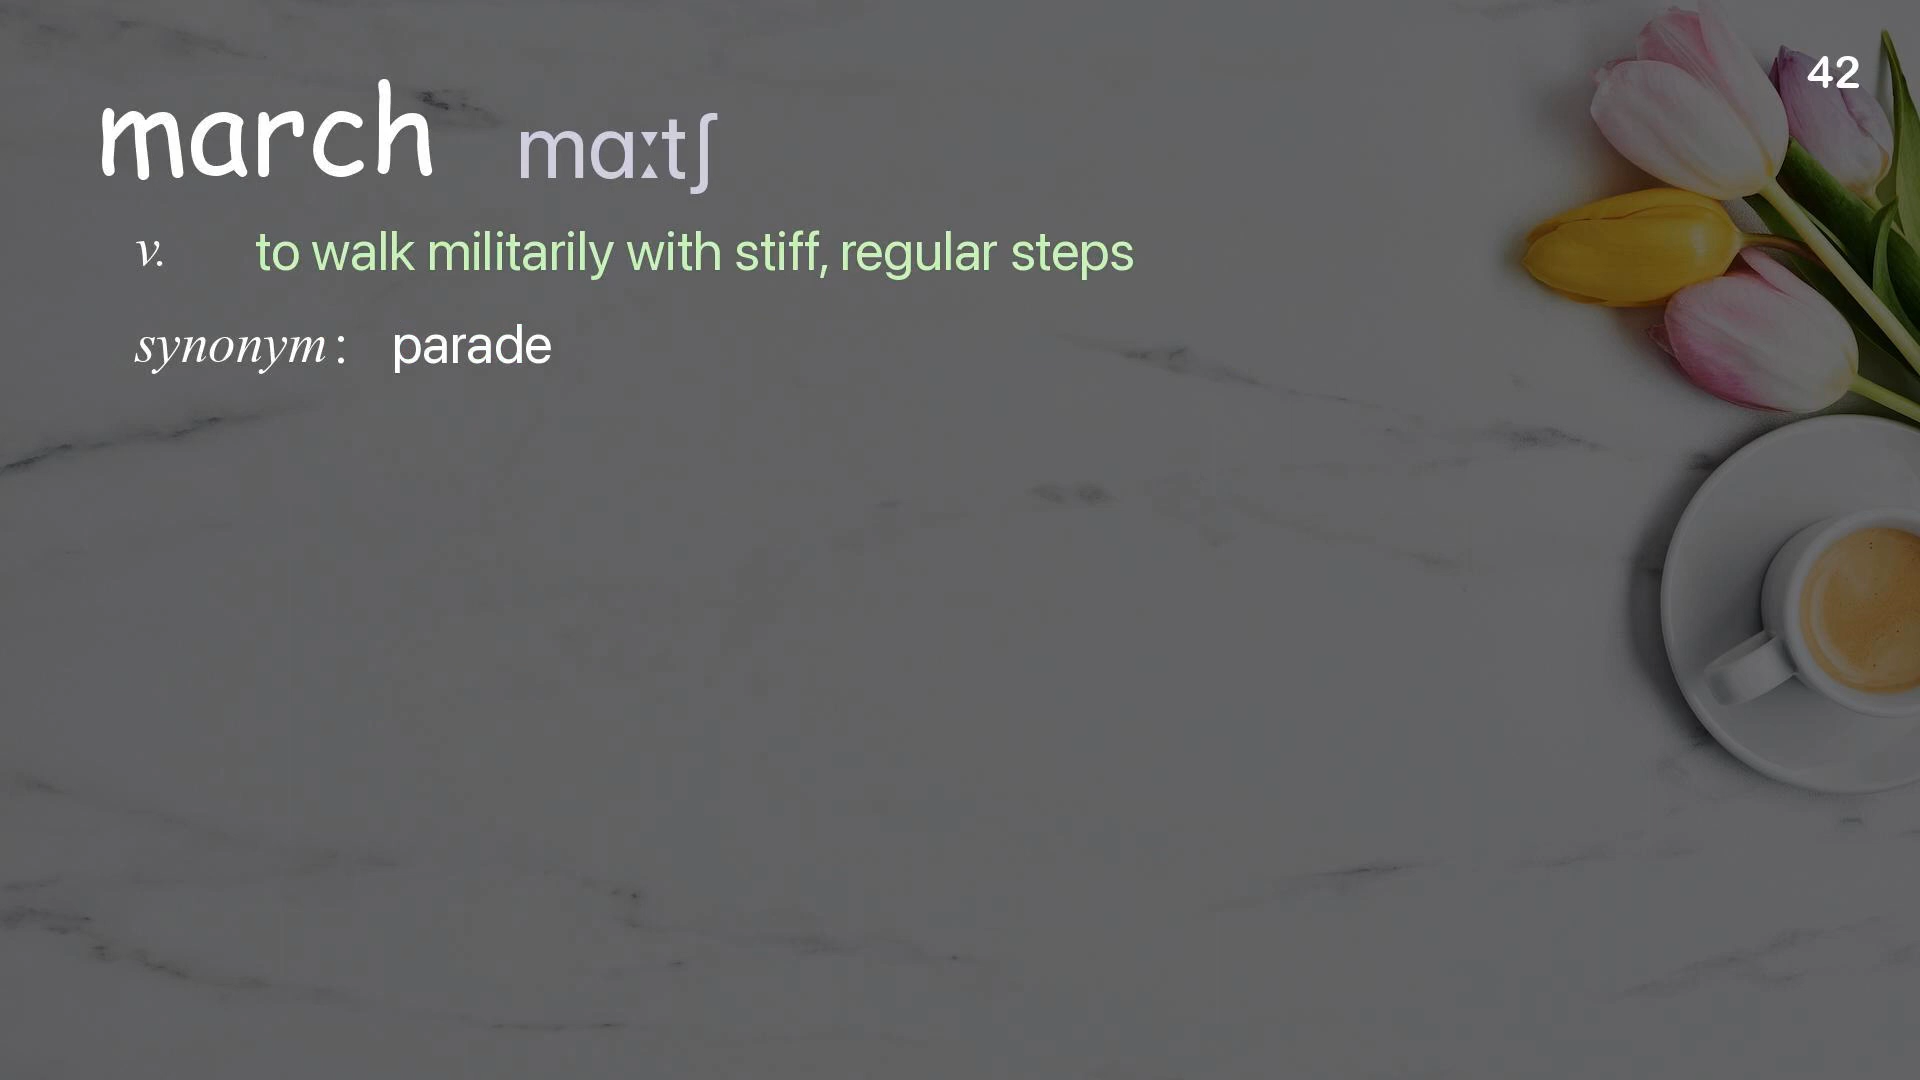 42
march mɑːtʃ
v. to walk militarily with stiff, regular steps
synonym : parade